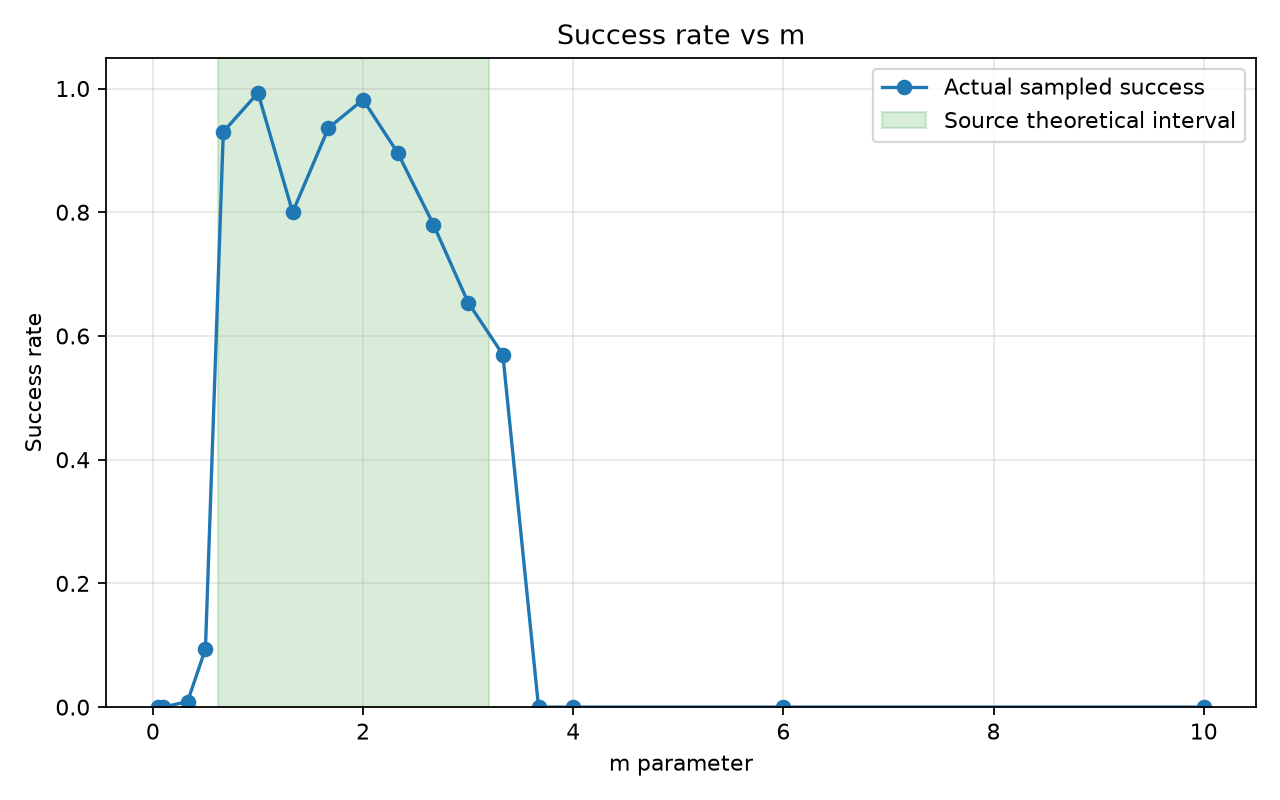 Success rate vs m
Actual sampled success
Source theoretical interval
Success rate
1.0
0.8
0.6
0.4
0.2
0.0
0 2 4 6 8 10
m parameter